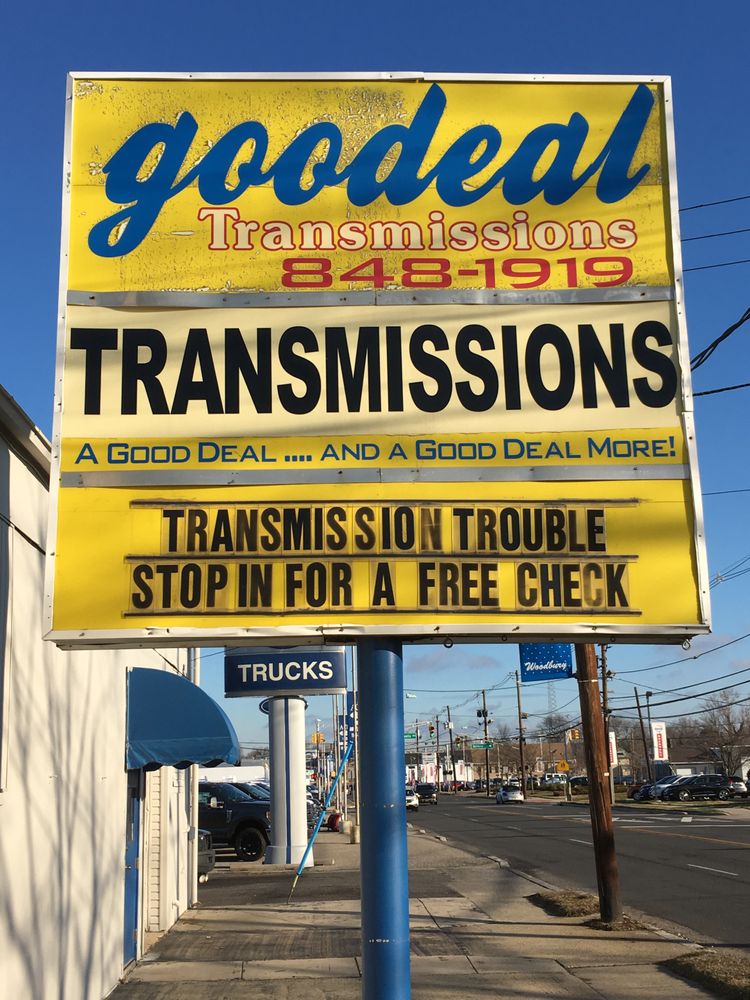 goodeal
Transmissions
848-1919
TRANSMISSIONS
A GOOD DEAL .... AND A GOOD DEAL MORE!
TRANSMISSION TROUBLE
STOP IN FOR A FREE CHECK
TRUCKS
Woodbury